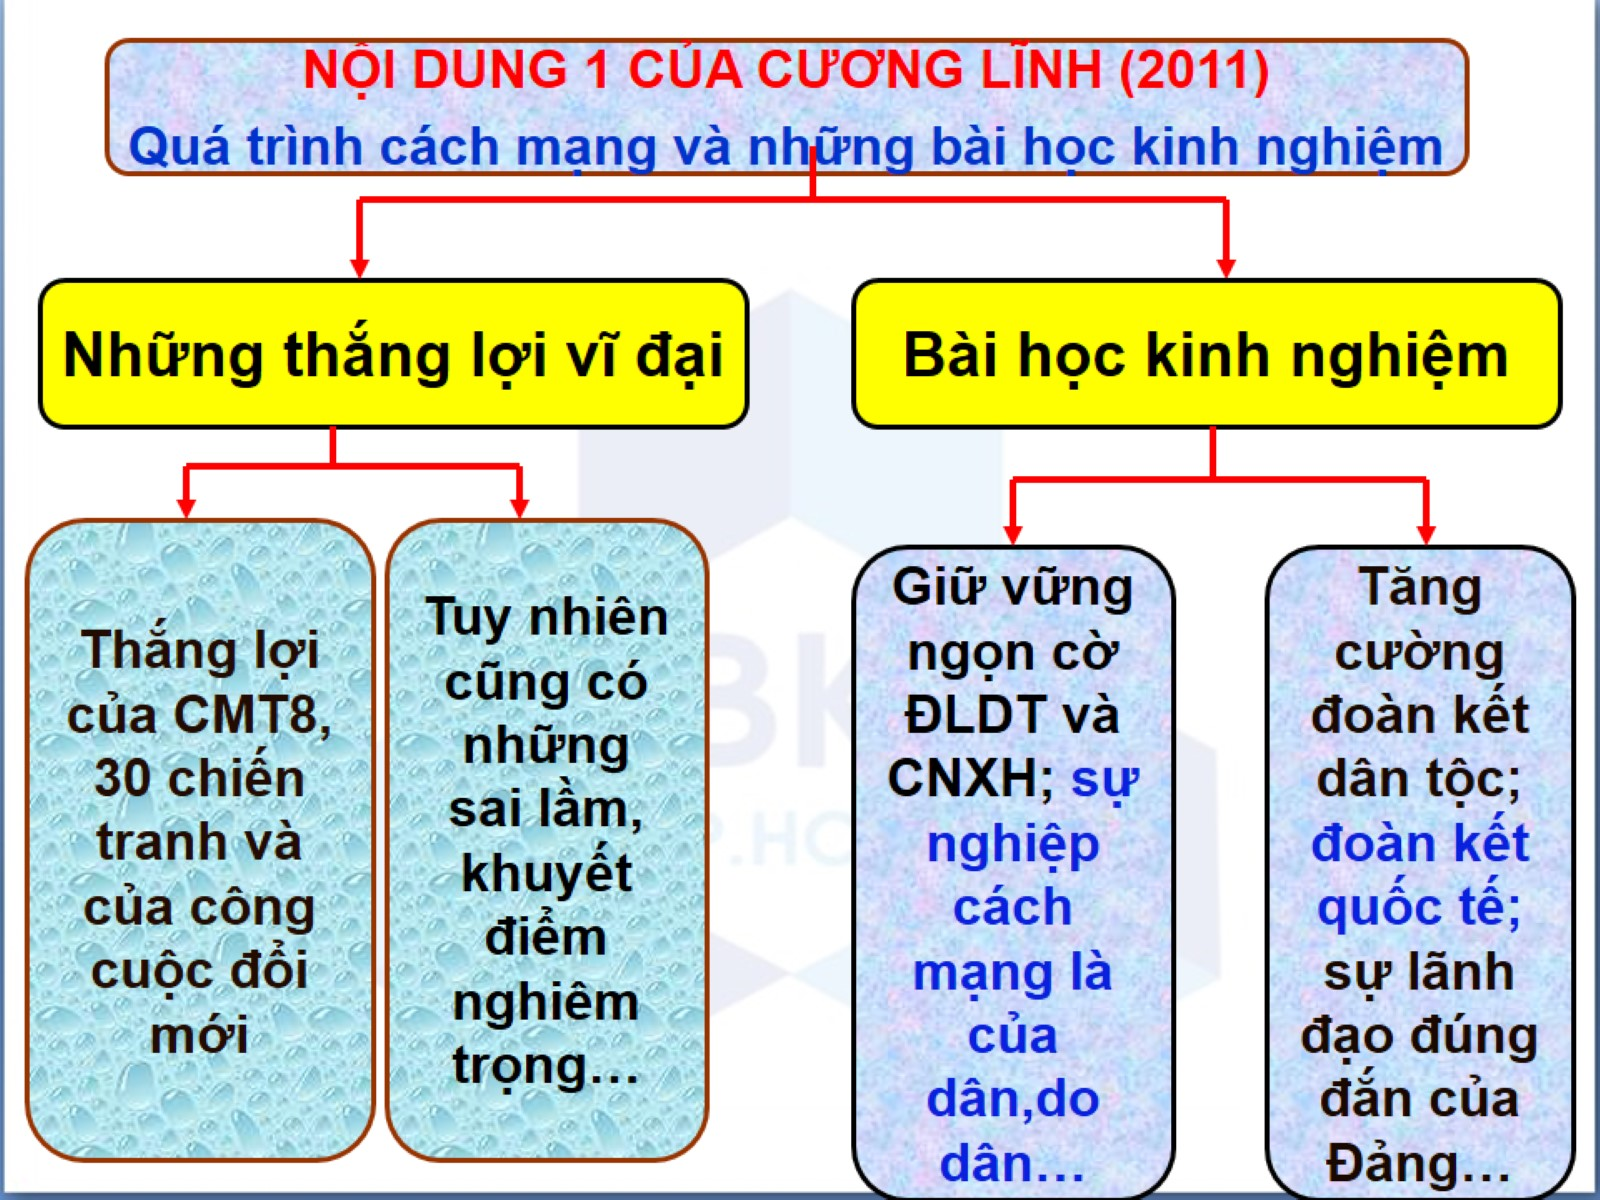 NỘI DUNG 1 CỦA CƯƠNG LĨNH (2011)
Quá trình cách mạng và những bài học kinh nghiệm
Những thắng lợi vĩ đại
Bài học kinh nghiệm
Thắng lợi
của CMT8,
30 chiến
tranh và
của công
cuộc đổi
mới
Tuy nhiên
cũng có
những
sai lầm,
khuyết
điểm
nghiêm
trọng...
Giữ vững
ngọn cờ
ĐLDT và
CNXH; sự
nghiệp
cách
mạng là
của
dân,do
dân...
Tăng
cường
đoàn kết
dân tộc;
đoàn kết
quốc tế;
sự lãnh
đạo đúng
đắn của
Đảng...